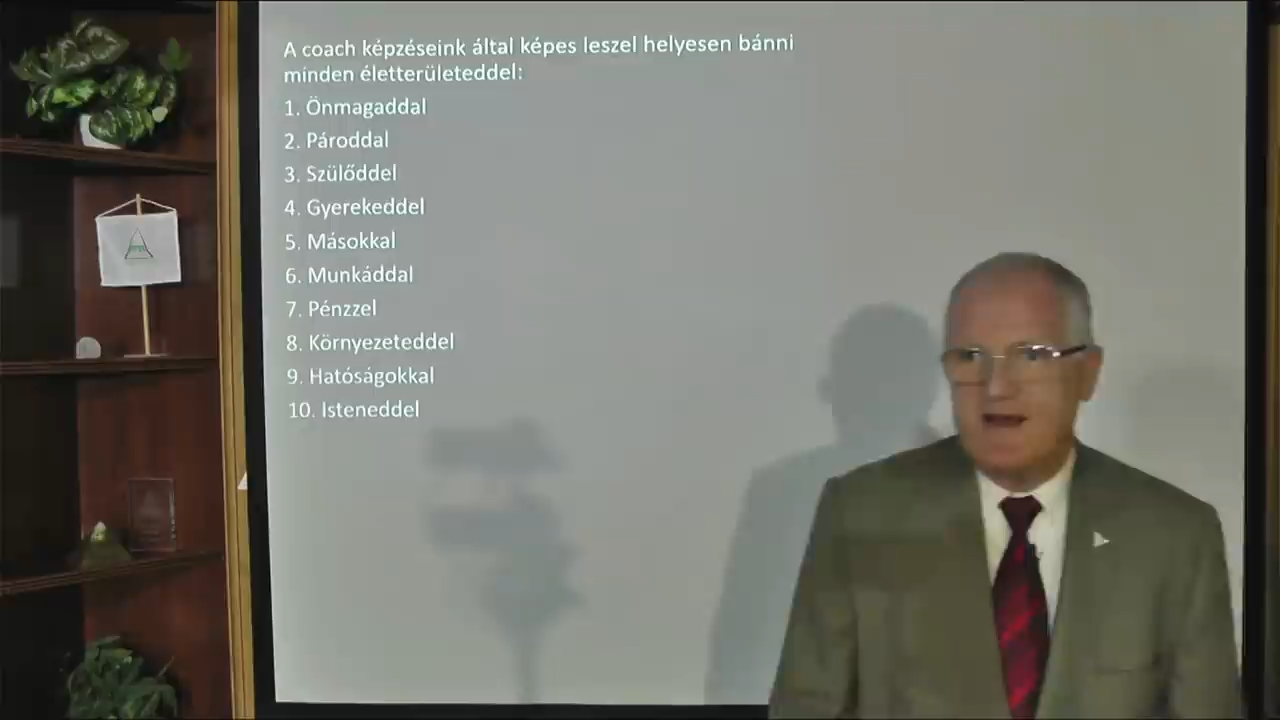 A coach képzéseink által képes leszel helyesen bánni
minden életterületeddel:
1. Önmagaddal
2. Pároddal
3. Szülőddel
4. Gyerekeddel
5. Másokkal
6. Munkáddal
7. Pénzzel
8. Környezeteddel
9. Hatóságokkal
10. Isteneddel